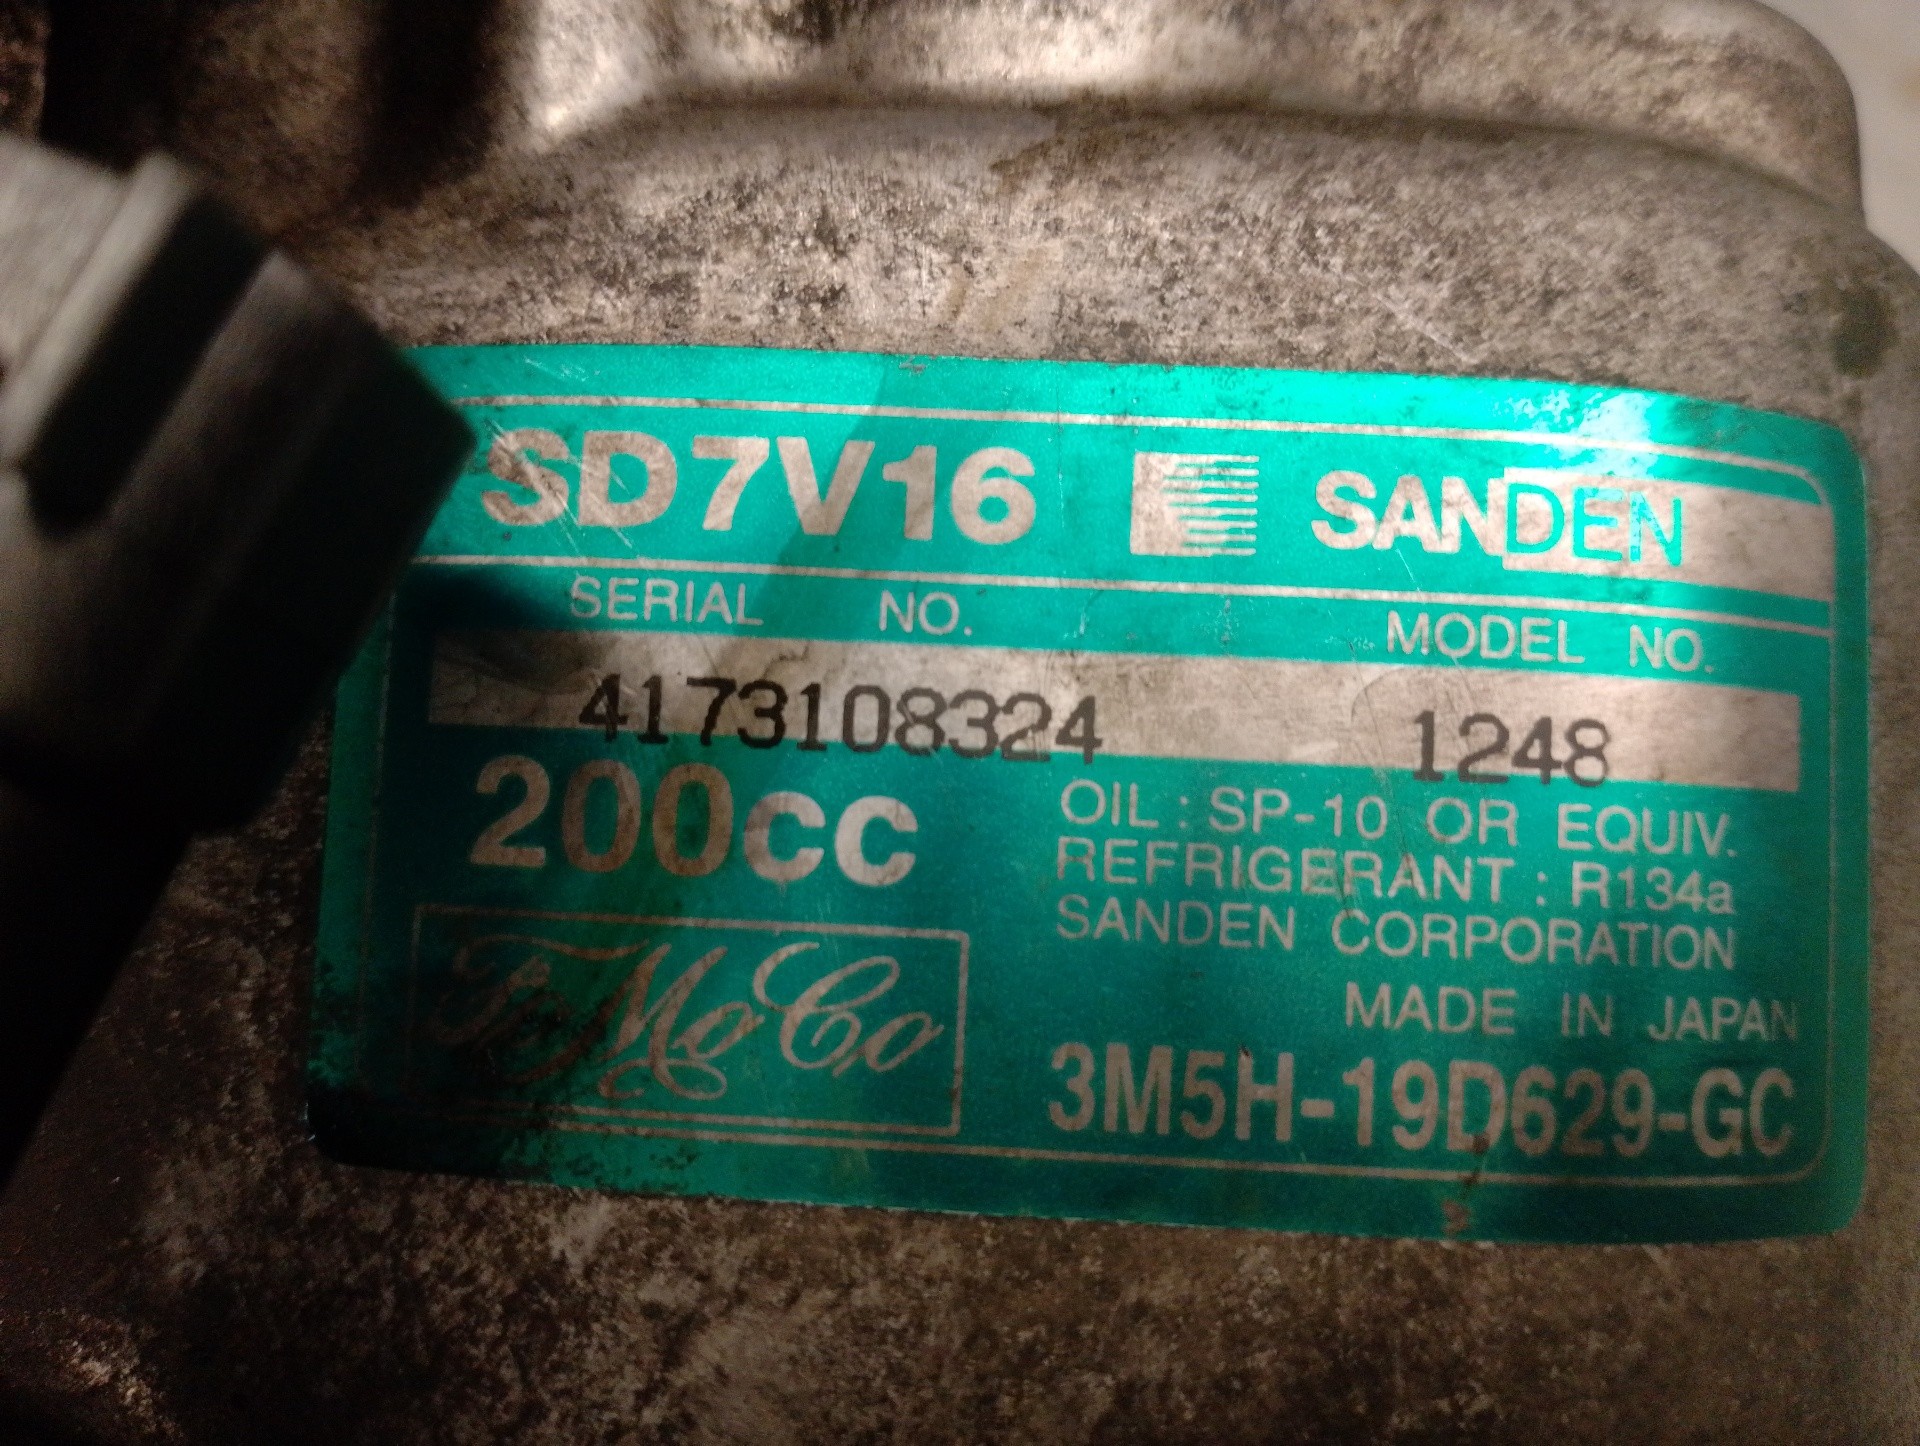 SD7V16 SANDEN
SERIAL NO. MODEL NO.
4173108324 1248
200cc
OIL : SP-10 OR EQUIV.
REFRIGERANT : R134a
SANDEN CORPORATION
MADE IN JAPAN
FoMoCo
3M5H-19D629-GC